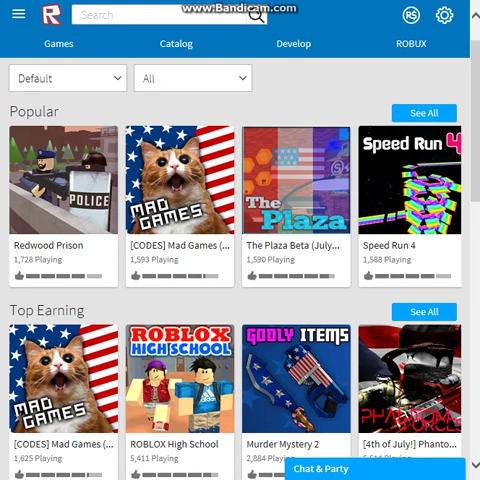 www.Bandicam.com
R
Search
R$
Games
Catalog
Develop
ROBUX
Default
All
Popular
See All
POLICE
MAD
GAMES
The
Plaza
Speed Run 4
Redwood Prison
[CODES] Mad Games (...
The Plaza Beta (July...
Speed Run 4
1,728 Playing
1,593 Playing
1,590 Playing
1,588 Playing
Top Earning
See All
MAD
GAMES
ROBLOX
HIGH SCHOOL
GODLY ITEMS
PHANTOM
FORCES
[CODES] Mad Games (...
ROBLOX High School
Murder Mystery 2
[4th of July!] Phanto...
1,625 Playing
5,411 Playing
2,884 Playing
Chat & Party